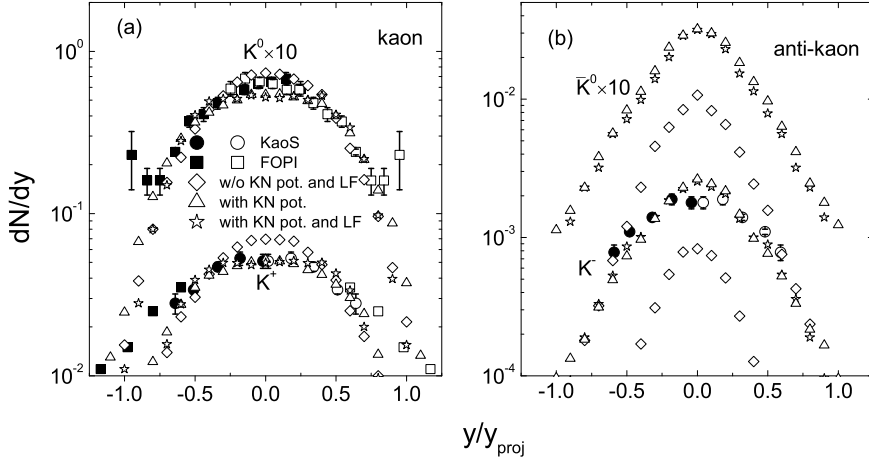 (a)
kaon
K⁰×10
KaoS
FOPI
w/o KN pot. and LF
with KN pot.
with KN pot. and LF
K⁺
10⁰
10⁻¹
10⁻²
dN/dy
-1.0 -0.5 0.0 0.5 1.0
(b)
anti-kaon
K̄⁰×10
K⁻
10⁻²
10⁻³
10⁻⁴
-1.0 -0.5 0.0 0.5 1.0
y/y_proj